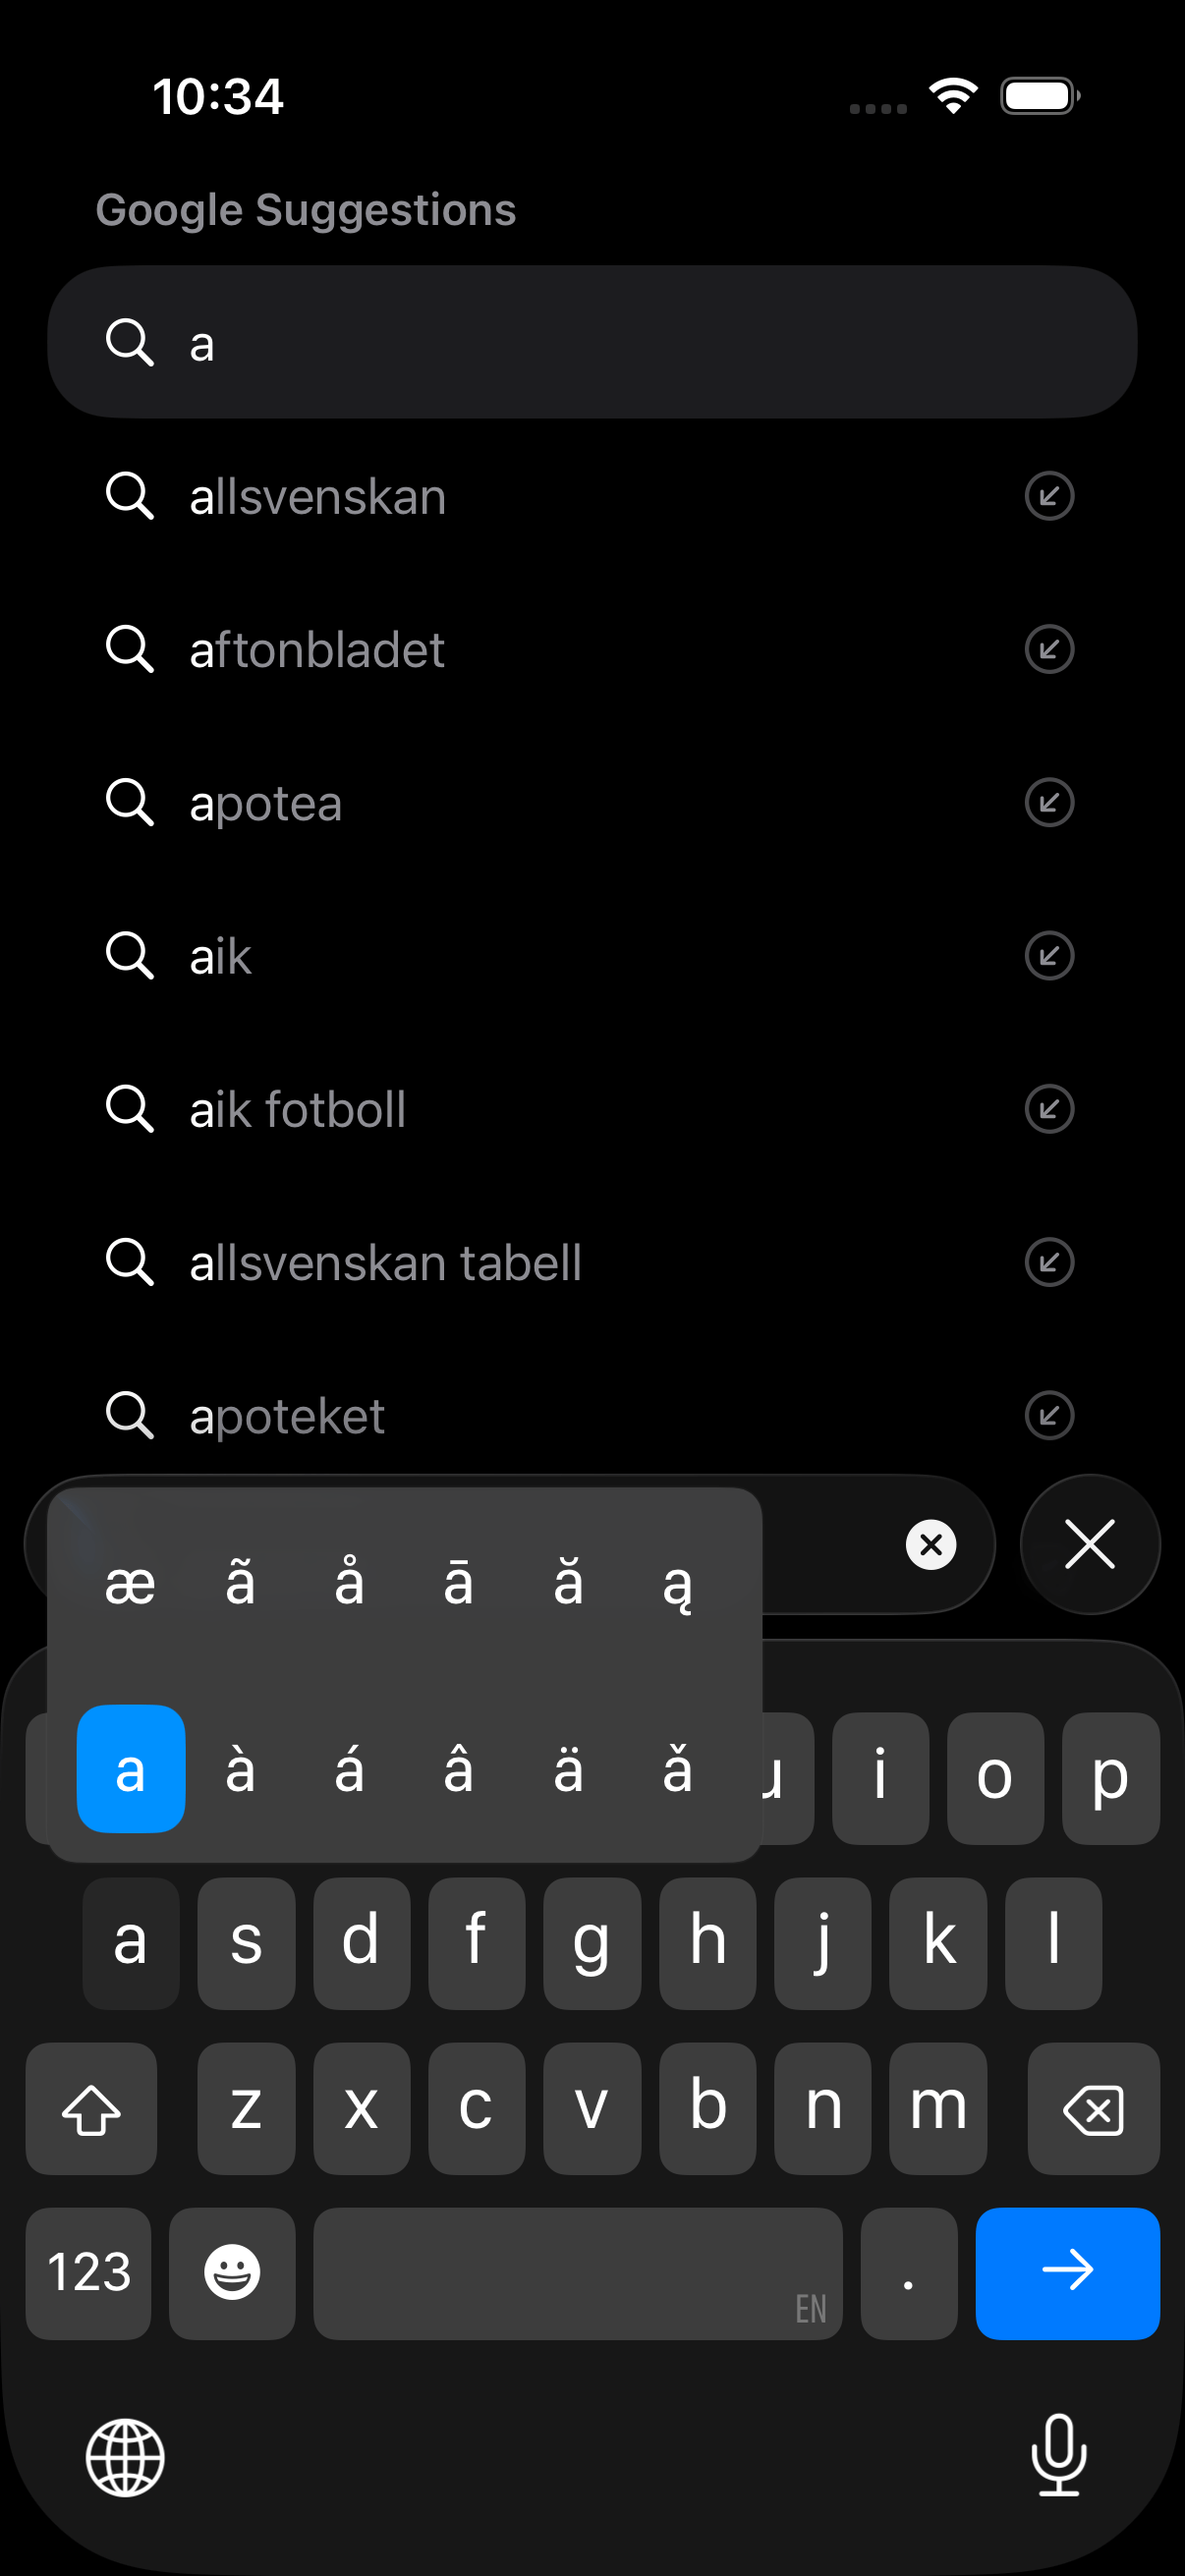 10:34
Google Suggestions
a
allsvenskan
aftonbladet
apotea
aik
aik fotboll
allsvenskan tabell
apoteket
æ ã å ā ă ą
a à á â ä ǎ
u i o p
a s d f g h j k l
z x c v b n m
123 EN .